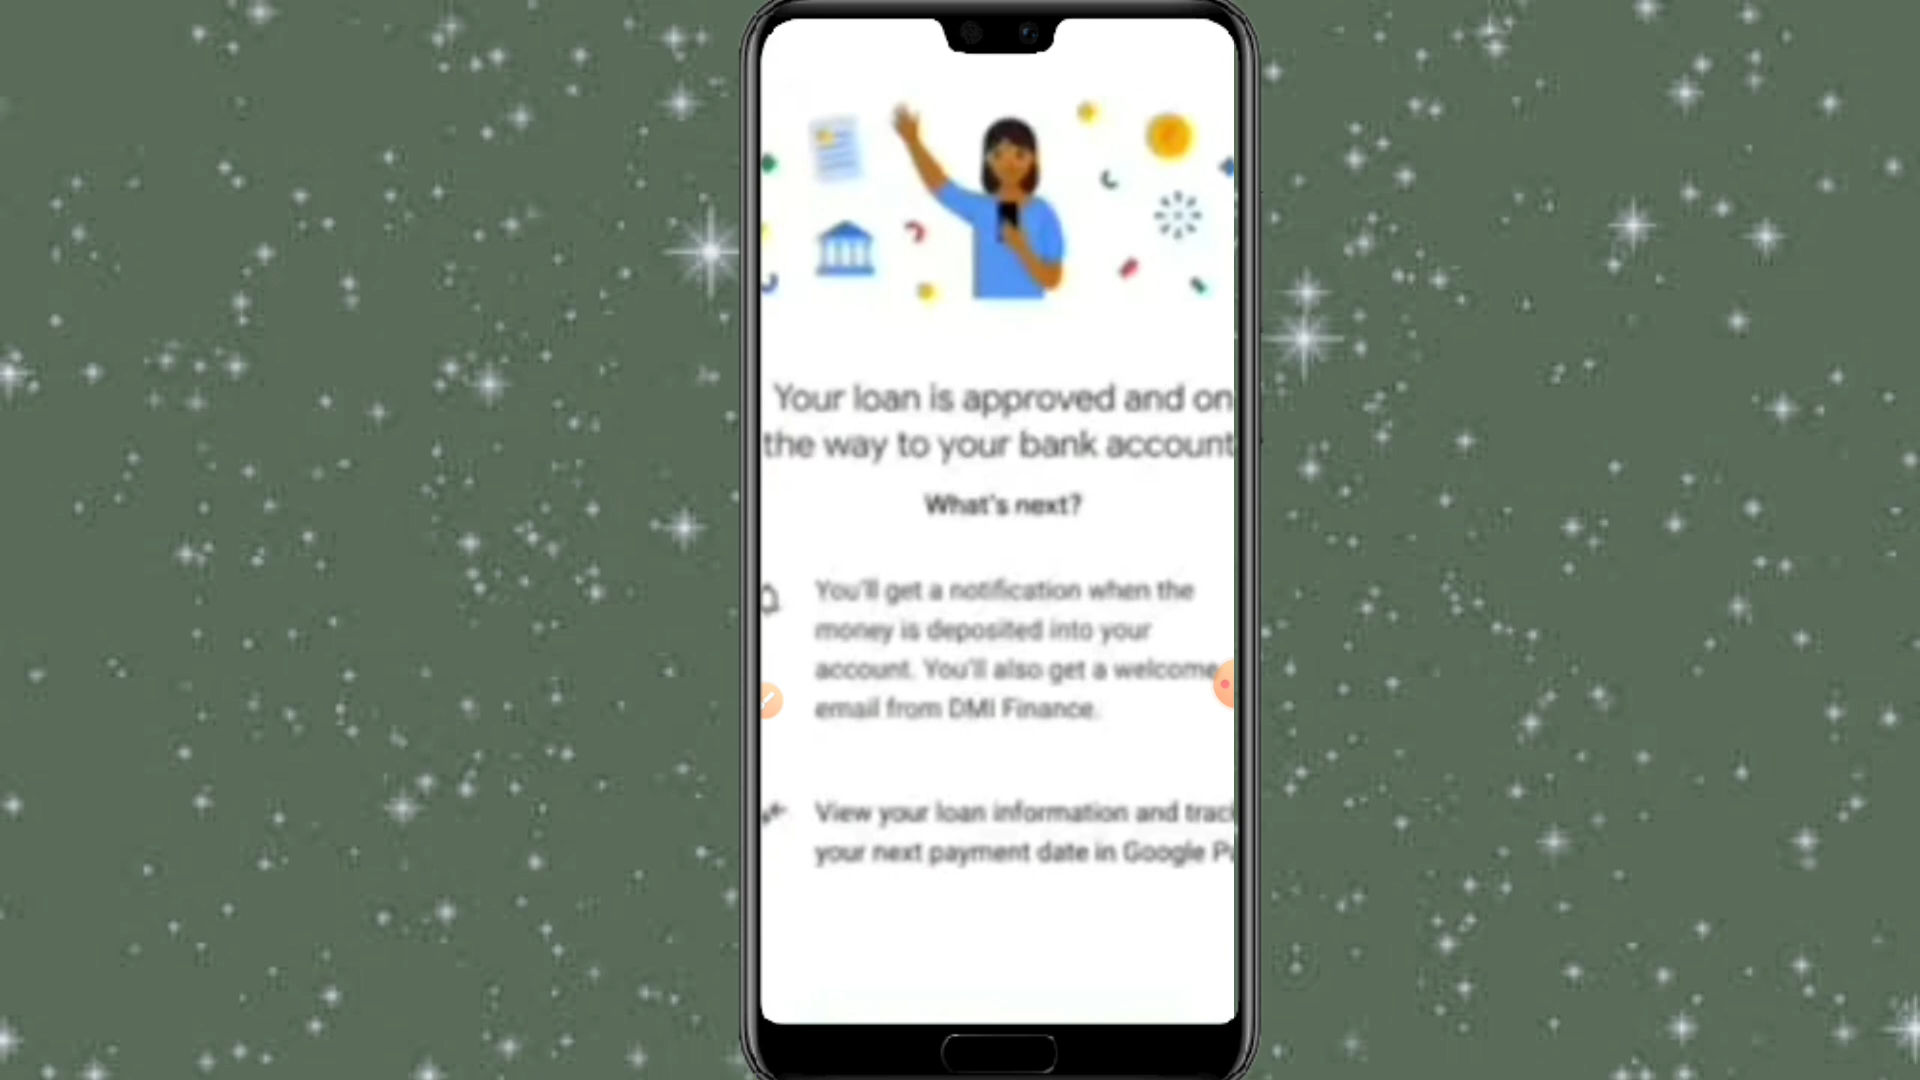 Your loan is approved and on
the way to your bank account
What's next?
You'll get a notification when the
money is deposited into your
account. You'll also get a welcome
email from DMI Finance.
View your loan information and
your next payment date in Google